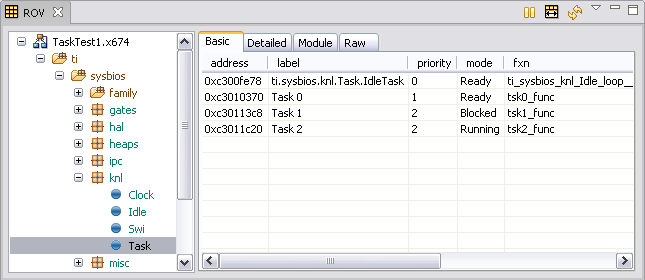 ROV
TaskTest1.x674
ti
sysbios
family
gates
hal
heaps
ipc
knl
Clock
Idle
Swi
Task
misc
Basic Detailed Module Raw
address label priority mode fxn
0xc300fe78 ti.sysbios.knl.Task.IdleTask 0 Ready ti_sysbios_knl_Idle_loop__
0xc3010370 Task 0 1 Ready tsk0_func
0xc30113c8 Task 1 2 Blocked tsk1_func
0xc3011c20 Task 2 2 Running tsk2_func